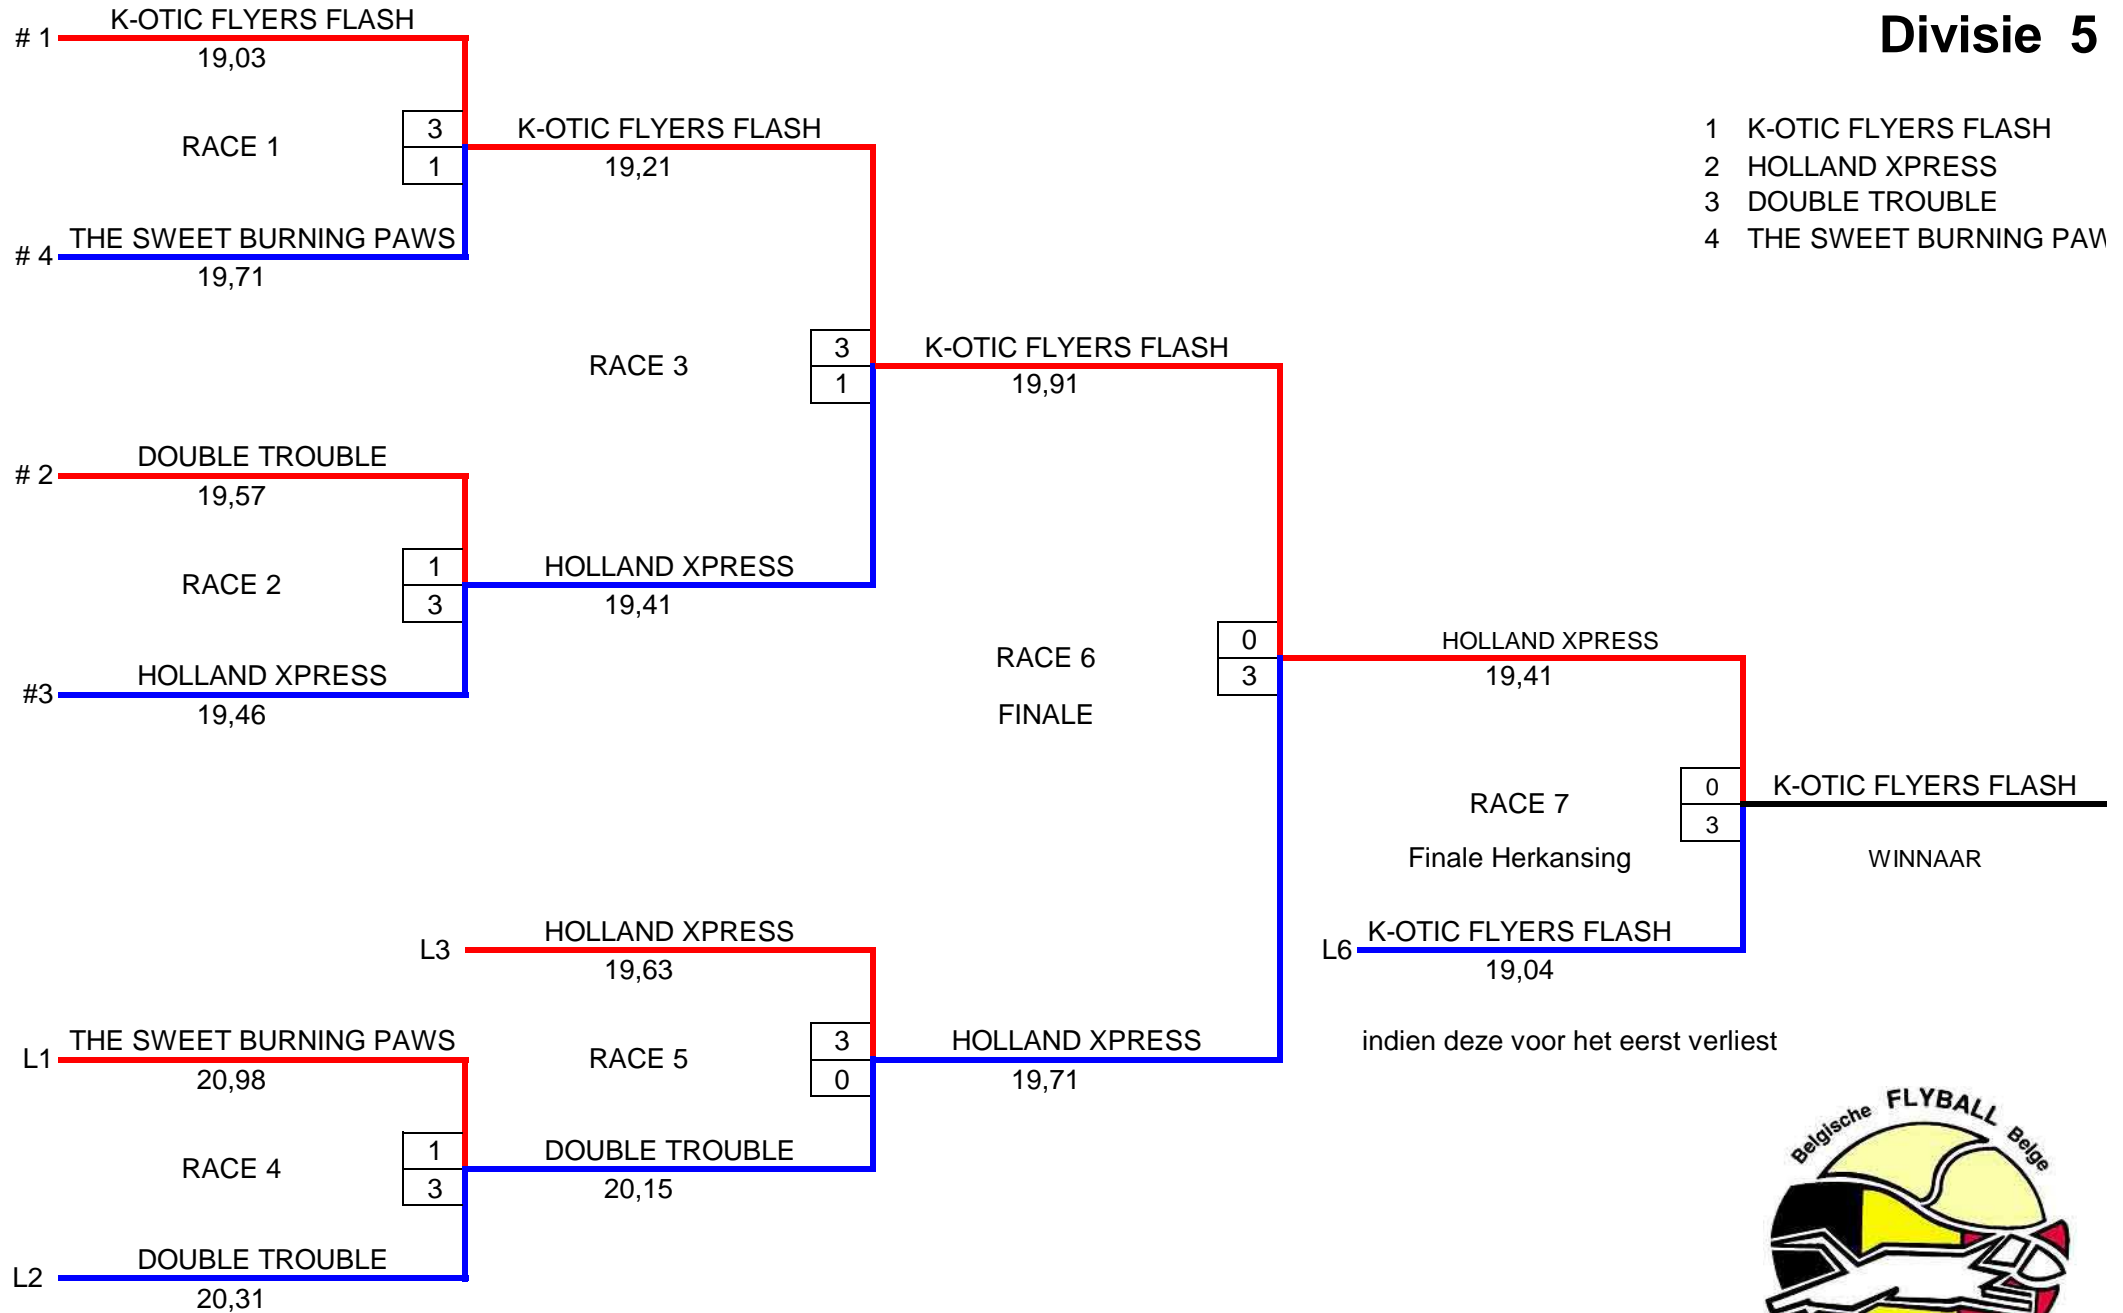 K-OTIC FLYERS FLASH
Divisie 5
# 1
19,03
3
K-OTIC FLYERS FLASH
1 K-OTIC FLYERS FLASH
RACE 1
1
19,21
2 HOLLAND XPRESS
3 DOUBLE TROUBLE
THE SWEET BURNING PAWS
4 THE SWEET BURNING PAW
# 4
19,71
3
K-OTIC FLYERS FLASH
RACE 3
1
19,91
DOUBLE TROUBLE
# 2
19,57
1
HOLLAND XPRESS
RACE 2
3
19,41
0
HOLLAND XPRESS
RACE 6
3
19,41
HOLLAND XPRESS
#3
19,46
FINALE
0
K-OTIC FLYERS FLASH
RACE 7
3
Finale Herkansing
WINNAAR
HOLLAND XPRESS
K-OTIC FLYERS FLASH
L3
L6
19,63
19,04
THE SWEET BURNING PAWS
3
HOLLAND XPRESS
indien deze voor het eerst verliest
L1
RACE 5
20,98
0
19,71
Belgische FLYBALL Belge
1
DOUBLE TROUBLE
RACE 4
3
20,15
DOUBLE TROUBLE
L2
20,31